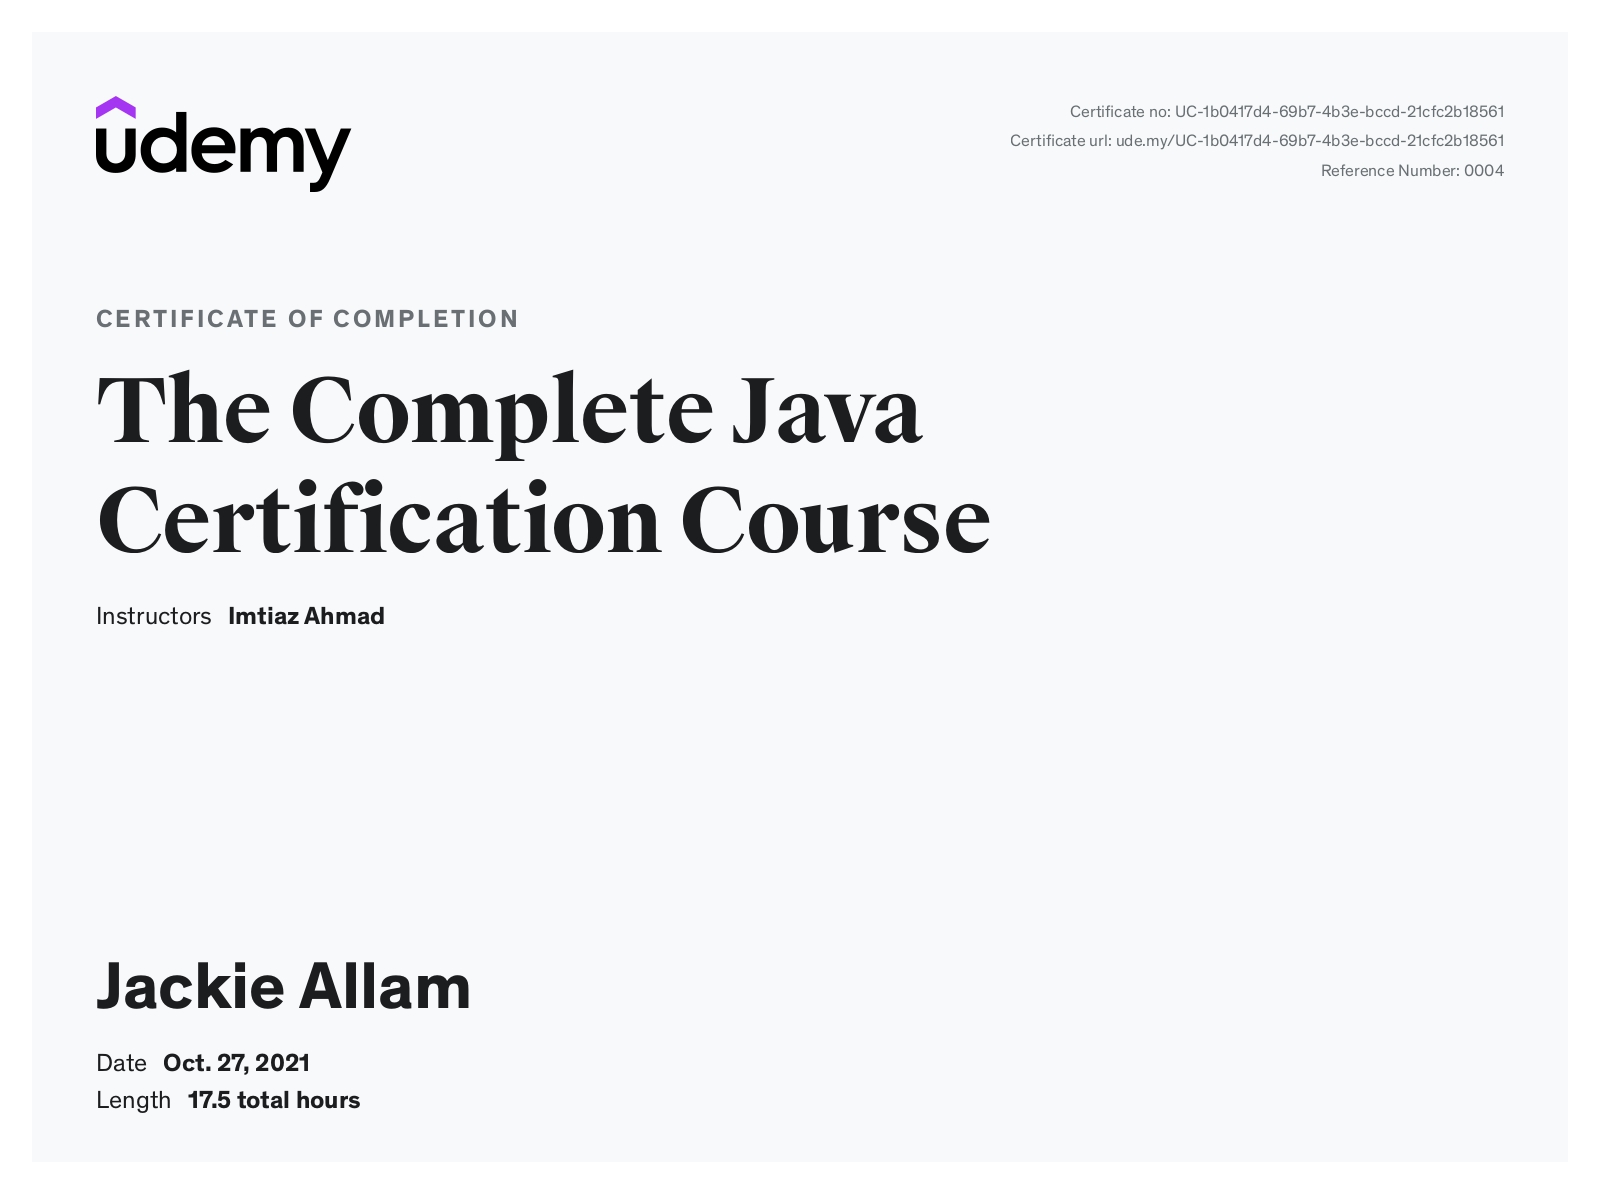 udemy
Certificate no: UC-1b0417d4-69b7-4b3e-bccd-21cfc2b18561
Certificate url: ude.my/UC-1b0417d4-69b7-4b3e-bccd-21cfc2b18561
Reference Number: 0004
CERTIFICATE OF COMPLETION
The Complete Java
Certification Course
Instructors Imtiaz Ahmad
Jackie Allam
Date Oct. 27, 2021
Length 17.5 total hours